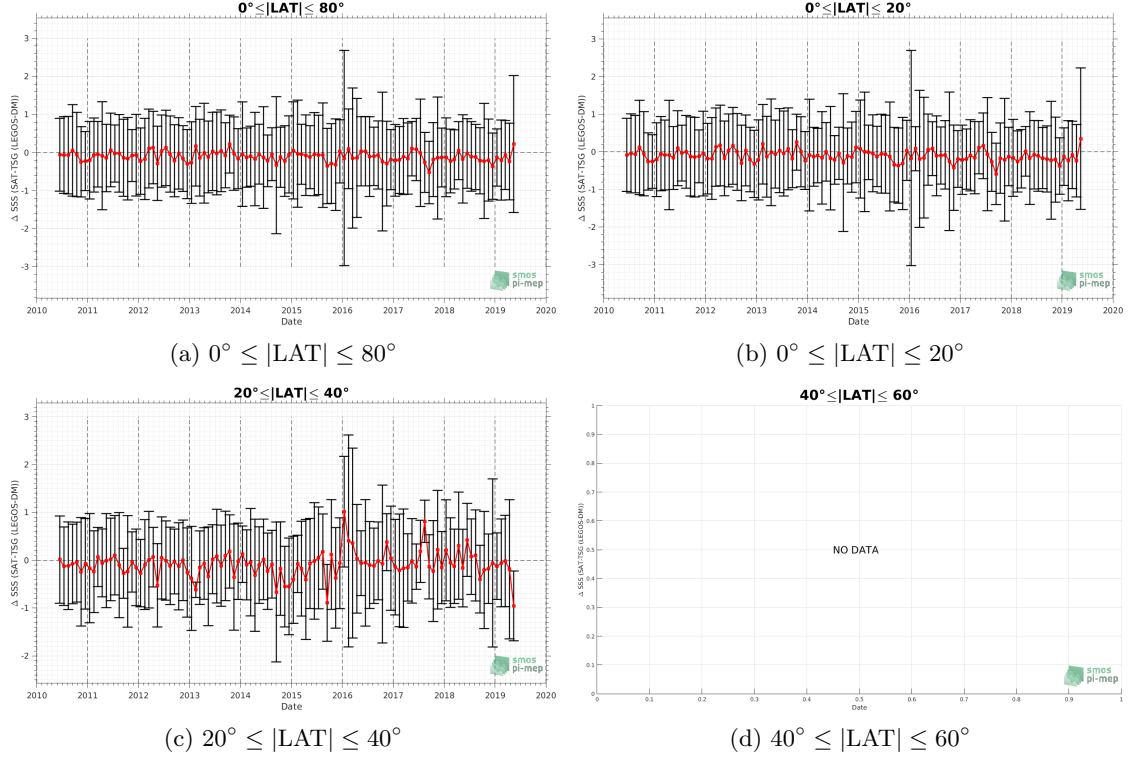 0°≤|LAT|≤ 80°
3
2
1
0
-1
-2
-3
Δ SSS (SAT-TSG (LEGOS-DMI))
smos
pi-mep
2010 2011 2012 2013 2014 2015 2016 2017 2018 2019 2020
Date
(a) 0° ≤ |LAT| ≤ 80°
0°≤|LAT|≤ 20°
3
2
1
0
-1
-2
-3
Δ SSS (SAT-TSG (LEGOS-DMI))
smos
pi-mep
2010 2011 2012 2013 2014 2015 2016 2017 2018 2019 2020
Date
(b) 0° ≤ |LAT| ≤ 20°
20°≤|LAT|≤ 40°
3
2
1
0
-1
-2
Δ SSS (SAT-TSG (LEGOS-DMI))
smos
pi-mep
2010 2011 2012 2013 2014 2015 2016 2017 2018 2019 2020
Date
(c) 20° ≤ |LAT| ≤ 40°
40°≤|LAT|≤ 60°
1
0.9
0.8
0.7
0.6
0.5
0.4
0.3
0.2
0.1
0
Δ SSS (SAT-TSG (LEGOS-DMI))
NO DATA
smos
pi-mep
0 0.1 0.2 0.3 0.4 0.5 0.6 0.7 0.8 0.9 1
Date
(d) 40° ≤ |LAT| ≤ 60°